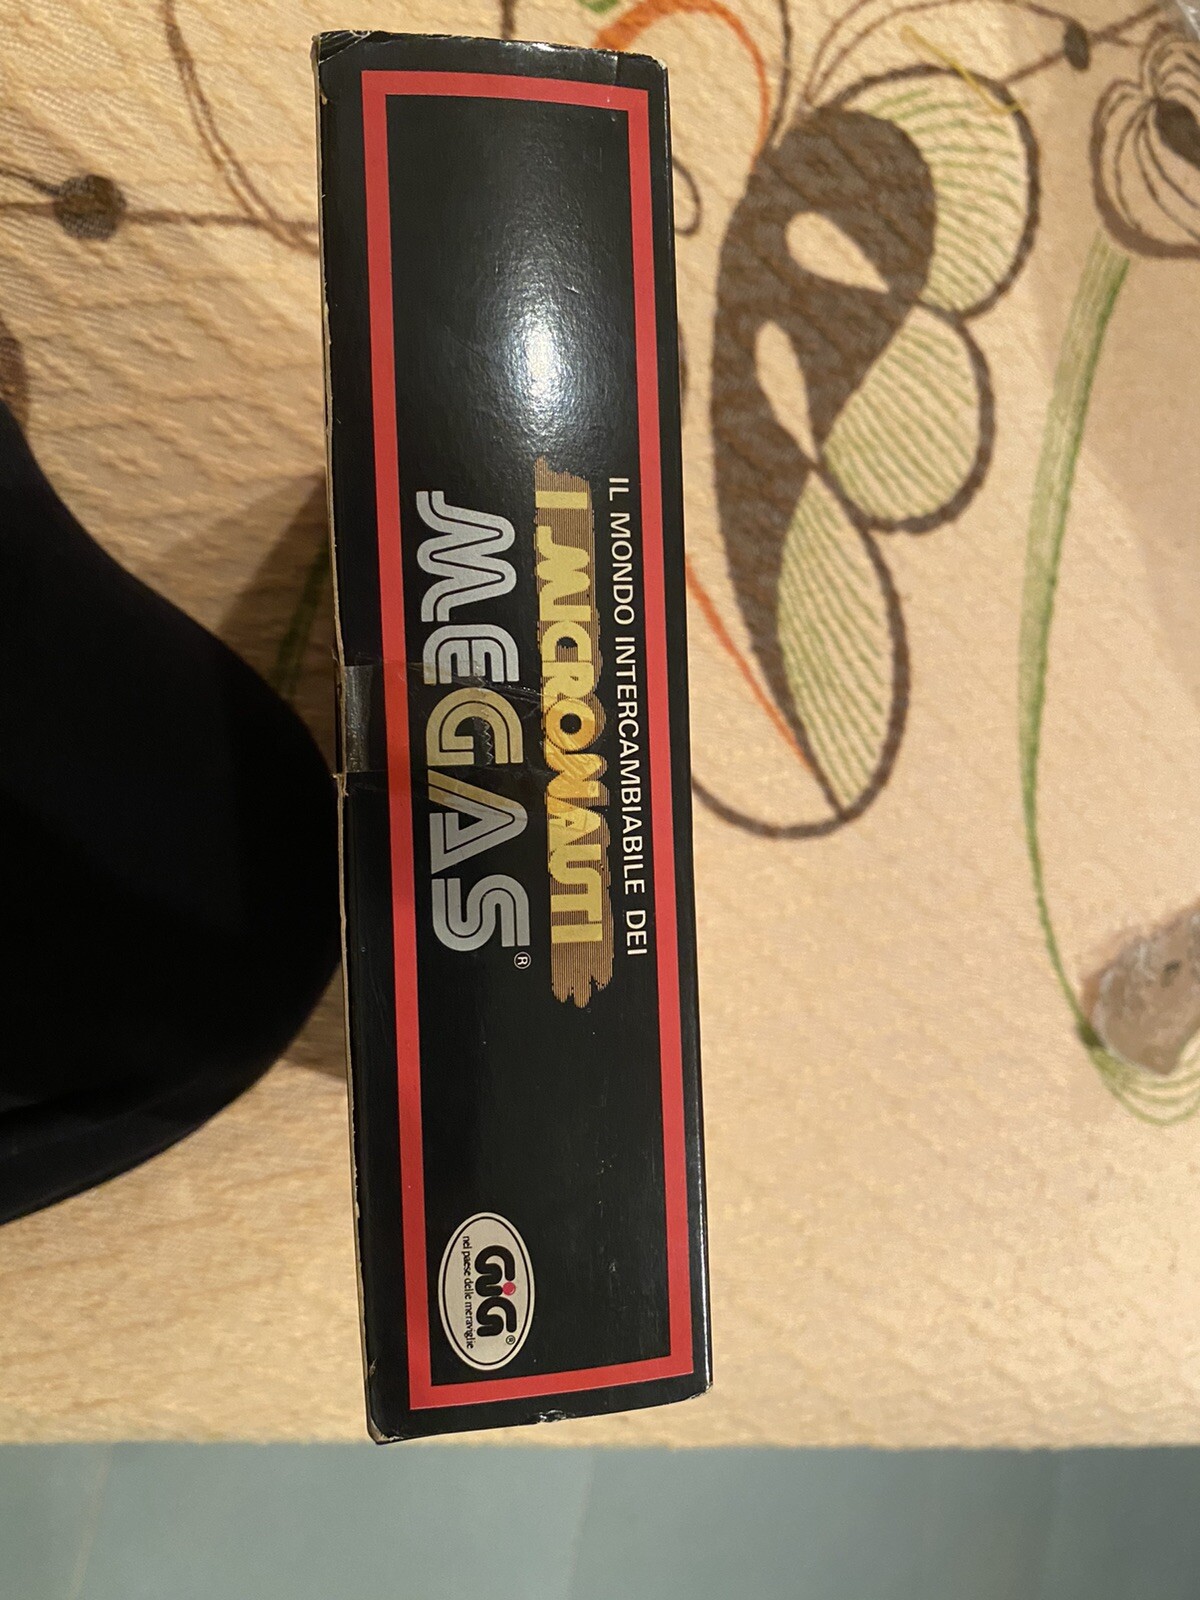 IL MONDO INTERCAMBIABILE DEI
I MICRONAUTI
MEGAS®
GiG®
nel paese delle meraviglie